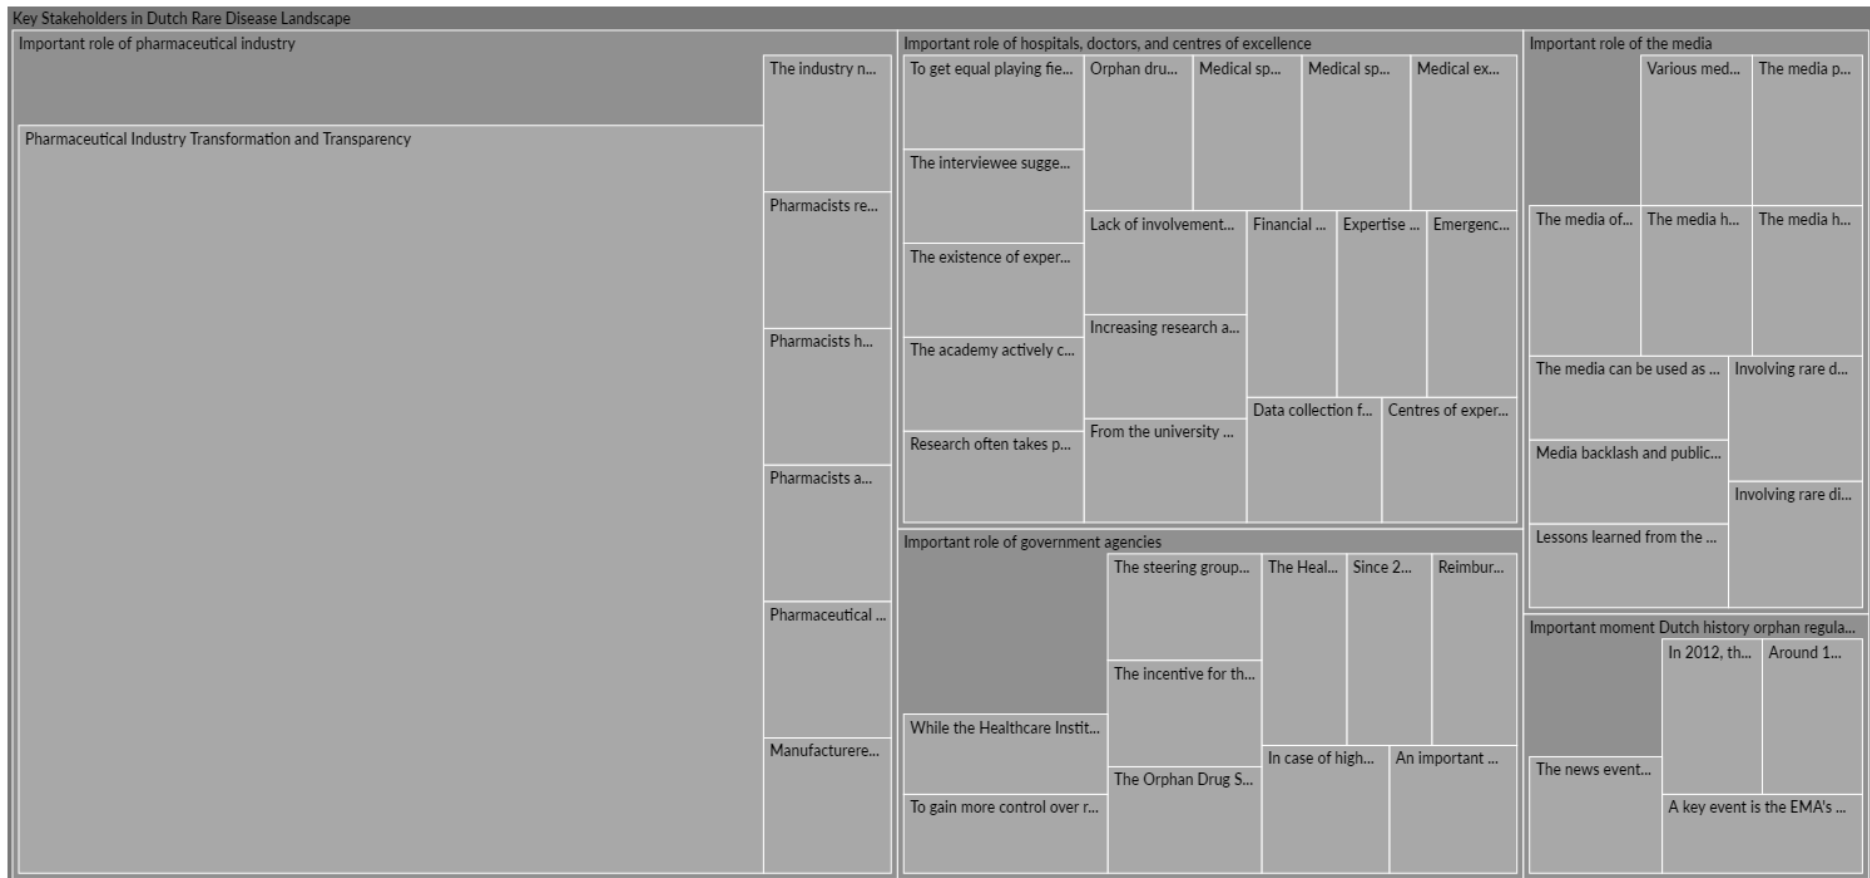 Key Stakeholders in Dutch Rare Disease Landscape
Important role of pharmaceutical industry
Pharmaceutical Industry Transformation and Transparency
The industry n...
Pharmacists re...
Pharmacists h...
Pharmacists a...
Pharmaceutical ...
Manufacturere...
Important role of hospitals, doctors, and centres of excellence
To get equal playing fie...
The interviewee sugge...
The existence of exper...
The academy actively c...
Research often takes p...
Orphan dru...
Medical sp...
Medical sp...
Medical ex...
Lack of involvement...
Increasing research a...
From the university ...
Financial ...
Expertise ...
Emergenc...
Data collection f...
Centres of exper...
Important role of government agencies
While the Healthcare Instit...
To gain more control over r...
The steering group...
The incentive for th...
The Orphan Drug S...
The Heal...
Since 2...
Reimbur...
In case of high...
An important ...
Important role of the media
Various med...
The media p...
The media of...
The media h...
The media h...
The media can be used as ...
Media backlash and public...
Lessons learned from the ...
Involving rare d...
Involving rare di...
Important moment Dutch history orphan regula...
The news event...
In 2012, th...
Around 1...
A key event is the EMA's ...